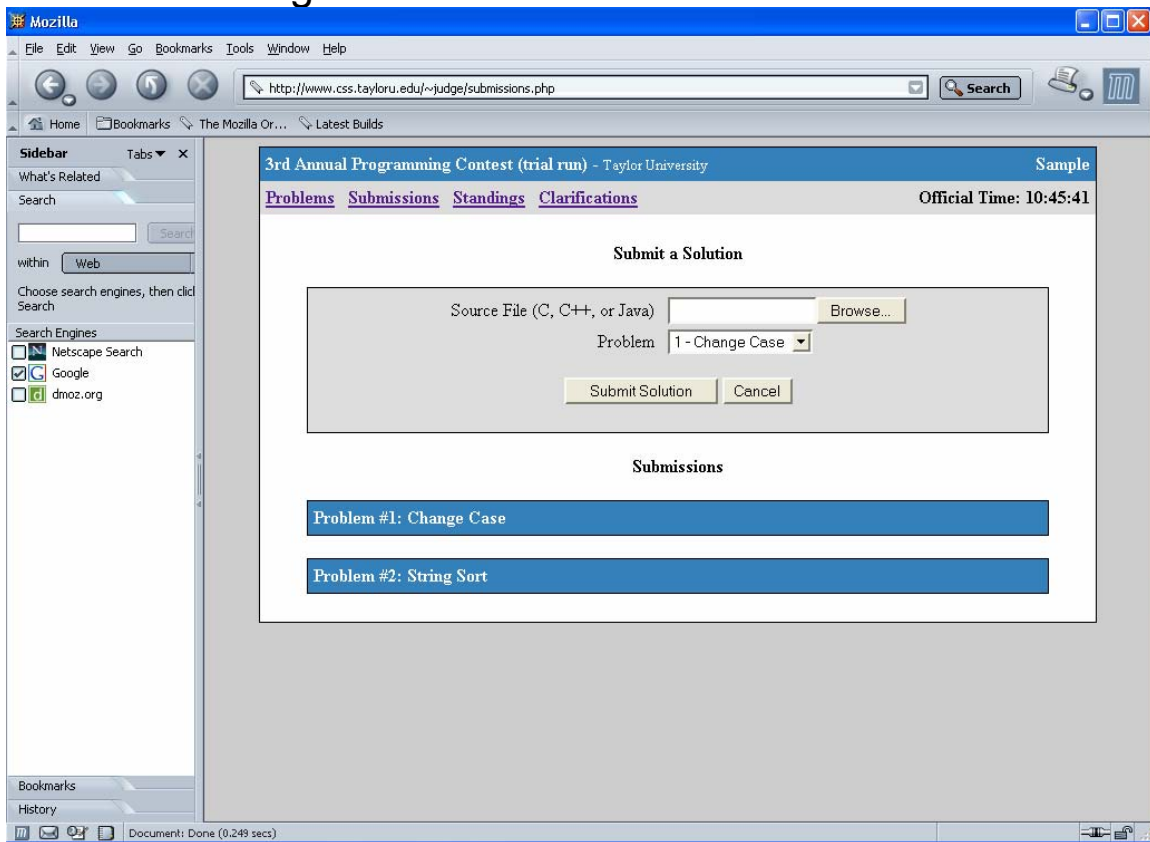 Mozilla
File Edit View Go Bookmarks Tools Window Help
http://www.css.tayloru.edu/~judge/submissions.php Search
Home Bookmarks The Mozilla Or... Latest Builds
Sidebar Tabs
What's Related
Search
Search
within Web
Choose search engines, then clic
Search
Search Engines
Netscape Search
Google
dmoz.org
Bookmarks
History
3rd Annual Programming Contest (trial run) - Taylor University Sample
Problems Submissions Standings Clarifications Official Time: 10:45:41
Submit a Solution
Source File (C, C++, or Java) Browse...
Problem 1 - Change Case
Submit Solution Cancel
Submissions
Problem #1: Change Case
Problem #2: String Sort
Document: Done (0.249 secs)